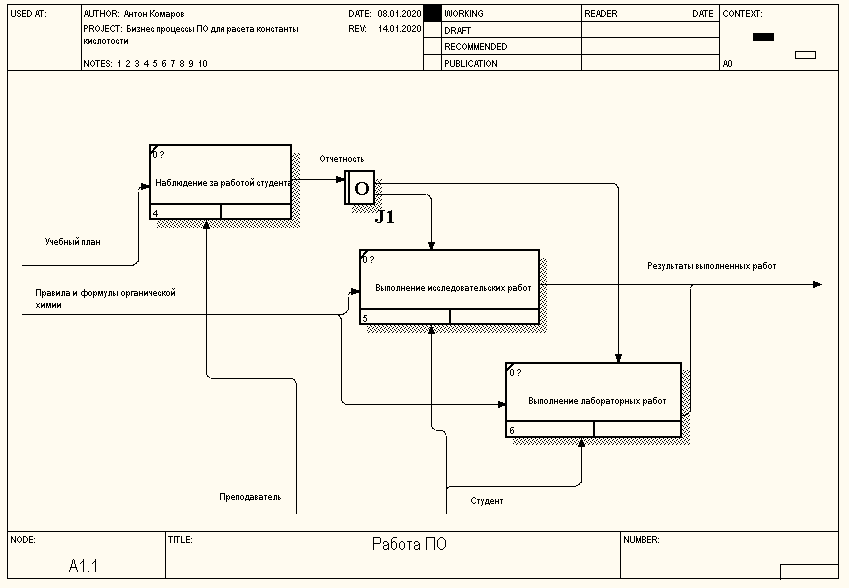 USED AT:
AUTHOR: Антон Комаров
DATE: 08.01.2020
PROJECT: Бизнес процессы ПО для расета константы
кислотости
REV: 14.01.2020
NOTES: 1 2 3 4 5 6 7 8 9 10
WORKING
DRAFT
RECOMMENDED
PUBLICATION
READER
DATE
CONTEXT:
A0
0 ?
Наблюдение за работой студента
4
Отчетность
O
J1
Учебный план
Правила и формулы органической
химии
0 ?
Выполнение исследовательских работ
5
Результаты выполненных работ
0 ?
Выполнение лабораторных работ
6
Преподаватель
Студент
NODE:
A1.1
TITLE:
Работа ПО
NUMBER: